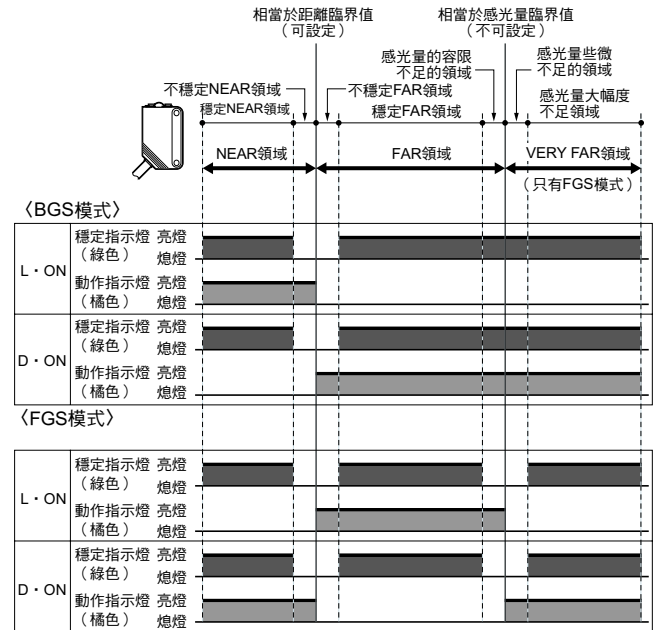 相當於距離臨界值
（可設定）
相當於感光量臨界值
（不可設定）
感光量的容限
不足的領域
感光量些微
不足的領域
不穩定NEAR領域
不穩定FAR領域
穩定NEAR領域
穩定FAR領域
感光量大幅度
不足領域
NEAR領域
FAR領域
VERY FAR領域
（只有FGS模式）
〈BGS模式〉
L・ON
穩定指示燈 亮燈
（綠色） 熄燈
動作指示燈 亮燈
（橘色） 熄燈
D・ON
穩定指示燈 亮燈
（綠色） 熄燈
動作指示燈 亮燈
（橘色） 熄燈
〈FGS模式〉
L・ON
穩定指示燈 亮燈
（綠色） 熄燈
動作指示燈 亮燈
（橘色） 熄燈
D・ON
穩定指示燈 亮燈
（綠色） 熄燈
動作指示燈 亮燈
（橘色） 熄燈